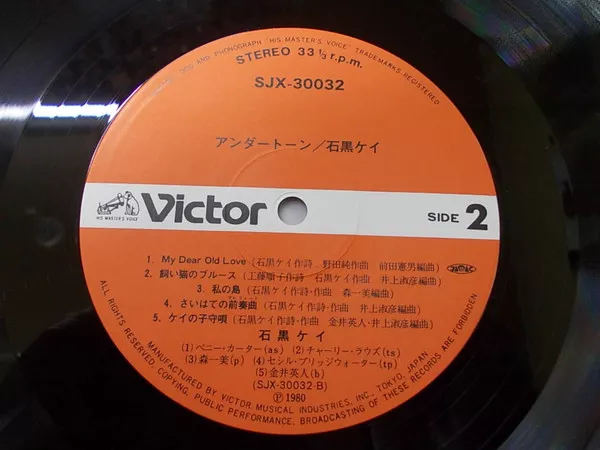 DOG AND PHONOGRAPH "HIS MASTER'S VOICE" TRADEMARKS REGISTERED
STEREO 33 1/3 r.p.m.
SJX-30032
アンダートーン/石黒ケイ
HIS MASTER'S VOICE
Victor
SIDE 2
1. My Dear Old Love (石黒ケイ作詩 野田純作曲 前田憲男編曲)
2. 飼い猫のブルース (工藤順子作詩 石黒ケイ作曲 井上淑彦編曲)
3. 私の島 (石黒ケイ作詩・作曲 森一美編曲)
4. さいはての前奏曲 (石黒ケイ作詩・作曲 井上淑彦編曲)
5. ケイの子守唄 (石黒ケイ作詩・作曲 金井英人・井上淑彦編曲)
石黒ケイ
(1)ベニー・カーター(as) (2)チャーリー・ラウズ(ts)
(3)森一美(p) (4)セシル・ブリッジウォーター(tp)
(5)金井英人(b)
(SJX-30032-B)
Ⓟ1980
ALL RIGHTS RESERVED. UNAUTHORIZED COPYING, PUBLIC PERFORMANCE, BROADCASTING OF THESE RECORDS ARE FORBIDDEN
MANUFACTURED BY VICTOR MUSICAL INDUSTRIES, INC., TOKYO, JAPAN